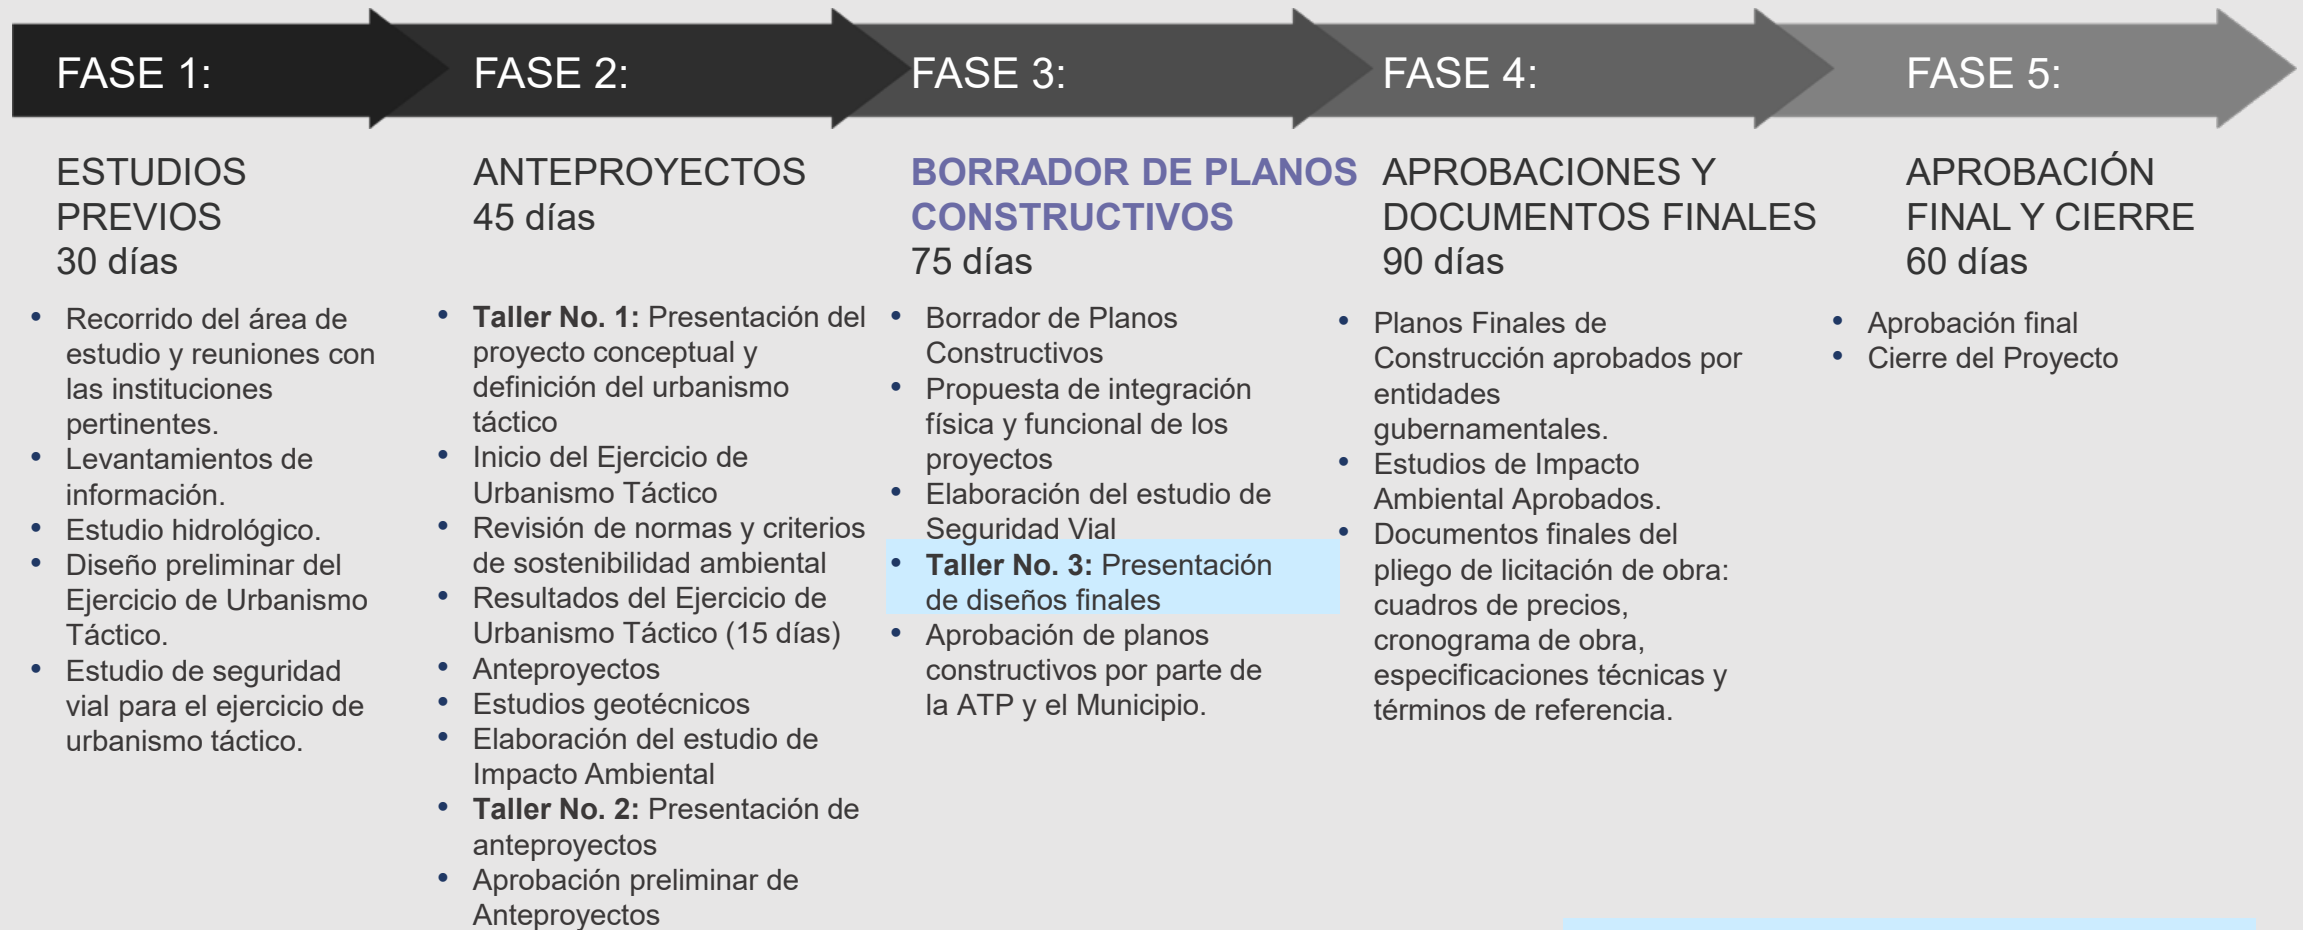 FASE 1:
FASE 2:
FASE 3:
FASE 4:
FASE 5:
ESTUDIOS
PREVIOS
30 días
• Recorrido del área de
estudio y reuniones con
las instituciones
pertinentes.
• Levantamientos de
información.
• Estudio hidrológico.
• Diseño preliminar del
Ejercicio de Urbanismo
Táctico.
• Estudio de seguridad
vial para el ejercicio de
urbanismo táctico.
ANTEPROYECTOS
45 días
• Taller No. 1: Presentación del
proyecto conceptual y
definición del urbanismo
táctico
• Inicio del Ejercicio de
Urbanismo Táctico
• Revisión de normas y criterios
de sostenibilidad ambiental
• Resultados del Ejercicio de
Urbanismo Táctico (15 días)
• Anteproyectos
• Estudios geotécnicos
• Elaboración del estudio de
Impacto Ambiental
• Taller No. 2: Presentación de
anteproyectos
• Aprobación preliminar de
Anteproyectos
BORRADOR DE PLANOS
CONSTRUCTIVOS
75 días
• Borrador de Planos
Constructivos
• Propuesta de integración
física y funcional de los
proyectos
• Elaboración del estudio de
Seguridad Vial
• Taller No. 3: Presentación
de diseños finales
• Aprobación de planos
constructivos por parte de
la ATP y el Municipio.
APROBACIONES Y
DOCUMENTOS FINALES
90 días
• Planos Finales de
Construcción aprobados por
entidades
gubernamentales.
• Estudios de Impacto
Ambiental Aprobados.
• Documentos finales del
pliego de licitación de obra:
cuadros de precios,
cronograma de obra,
especificaciones técnicas y
términos de referencia.
APROBACIÓN
FINAL Y CIERRE
60 días
• Aprobación final
• Cierre del Proyecto